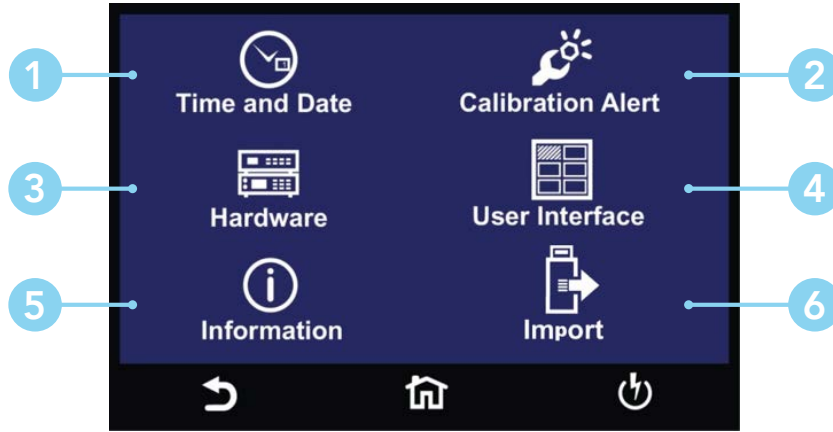 1
Time and Date
2
Calibration Alert
3
Hardware
4
User Interface
5
Information
6
Import